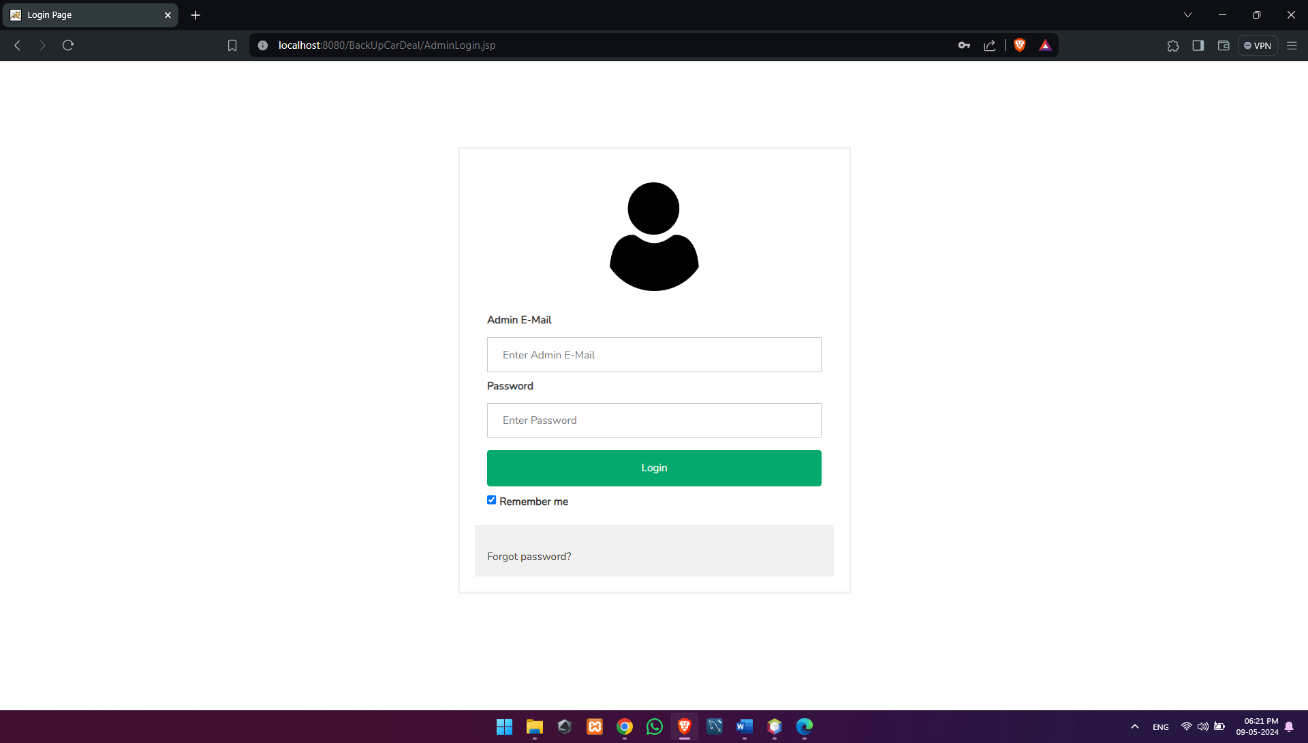 Login Page
localhost:8080/BackUpCarDeal/AdminLogin.jsp
VPN
Admin E-Mail
Enter Admin E-Mail
Password
Enter Password
Login
Remember me
Forgot password?
ENG
06:21 PM
09-05-2024